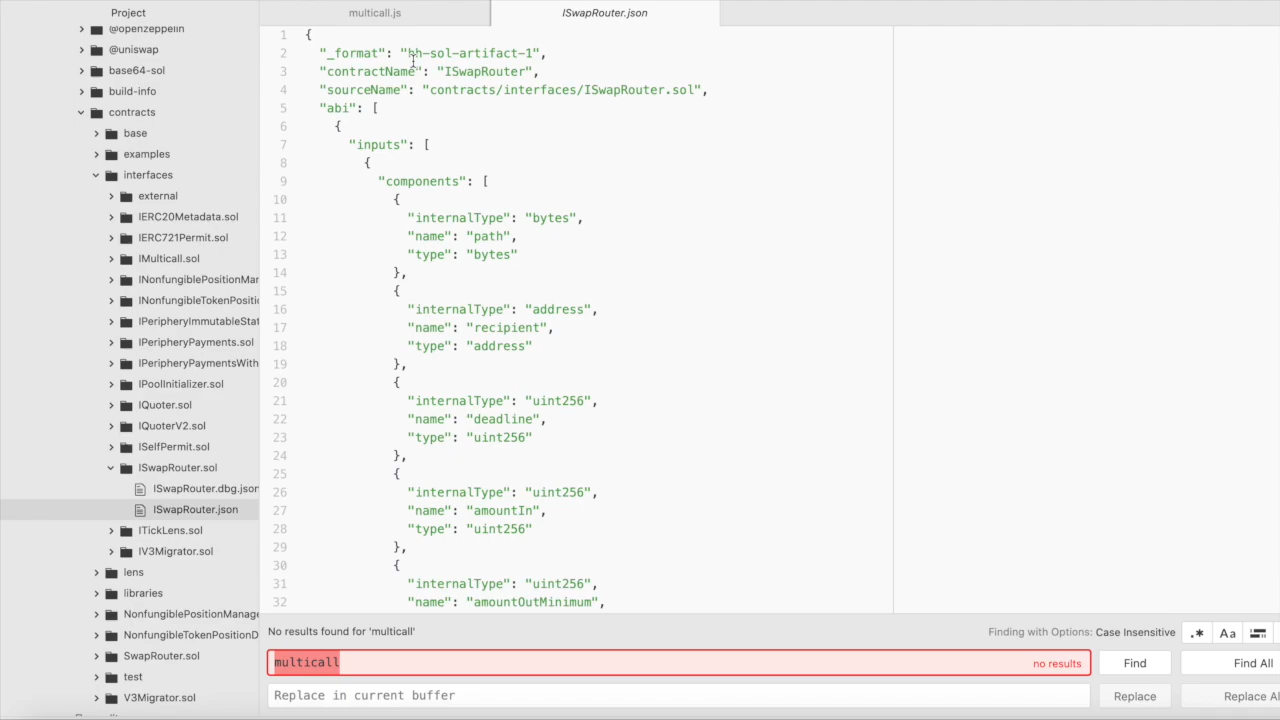 Project
@openzeppelin
@uniswap
base64-sol
build-info
contracts
base
examples
interfaces
external
IERC20Metadata.sol
IERC721Permit.sol
IMulticall.sol
INonfungiblePositionMar
INonfungibleTokenPositio
IPeripheryImmutableStat
IPeripheryPayments.sol
IPeripheryPaymentsWith
IPoolInitializer.sol
IQuoter.sol
IQuoterV2.sol
ISelfPermit.sol
ISwapRouter.sol
ISwapRouter.dbg.json
ISwapRouter.json
ITickLens.sol
IV3Migrator.sol
lens
libraries
NonfungiblePositionManage
NonfungibleTokenPositionD
SwapRouter.sol
test
V3Migrator.sol
multicall.js
ISwapRouter.json
1 {
2 "_format": "hh-sol-artifact-1",
3 "contractName": "ISwapRouter",
4 "sourceName": "contracts/interfaces/ISwapRouter.sol",
5 "abi": [
6 {
7 "inputs": [
8 {
9 "components": [
10 {
11 "internalType": "bytes",
12 "name": "path",
13 "type": "bytes"
14 },
15 {
16 "internalType": "address",
17 "name": "recipient",
18 "type": "address"
19 },
20 {
21 "internalType": "uint256",
22 "name": "deadline",
23 "type": "uint256"
24 },
25 {
26 "internalType": "uint256",
27 "name": "amountIn",
28 "type": "uint256"
29 },
30 {
31 "internalType": "uint256",
32 "name": "amountOutMinimum",
No results found for 'multicall'
Finding with Options: Case Insensitive
.* Aa
multicall
no results
Find
Find All
Replace in current buffer
Replace
Replace Al